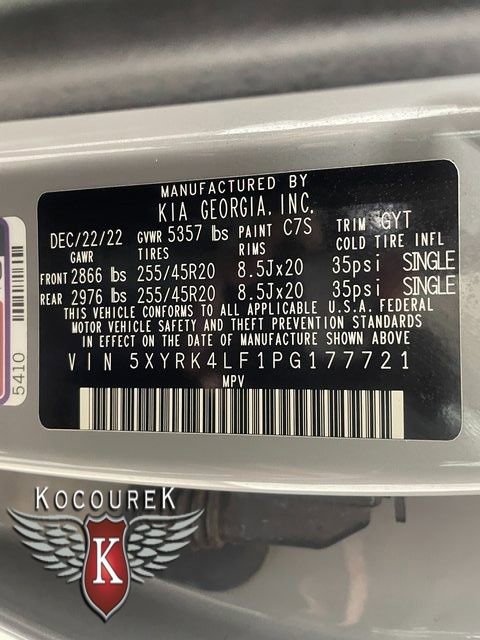 MANUFACTURED BY
KIA GEORGIA, INC.
DEC/22/22 GVWR 5357 lbs PAINT C7S TRIM GYT
GAWR TIRES RIMS COLD TIRE INFL
FRONT 2866 lbs 255/45R20 8.5Jx20 35psi SINGLE
REAR 2976 lbs 255/45R20 8.5Jx20 35psi SINGLE
THIS VEHICLE CONFORMS TO ALL APPLICABLE U.S.A. FEDERAL
MOTOR VEHICLE SAFETY AND THEFT PREVENTION STANDARDS
IN EFFECT ON THE DATE OF MANUFACTURE SHOWN ABOVE
VIN 5XYRK4LF1PG177721
MPV
5410
KOCOUREK
K